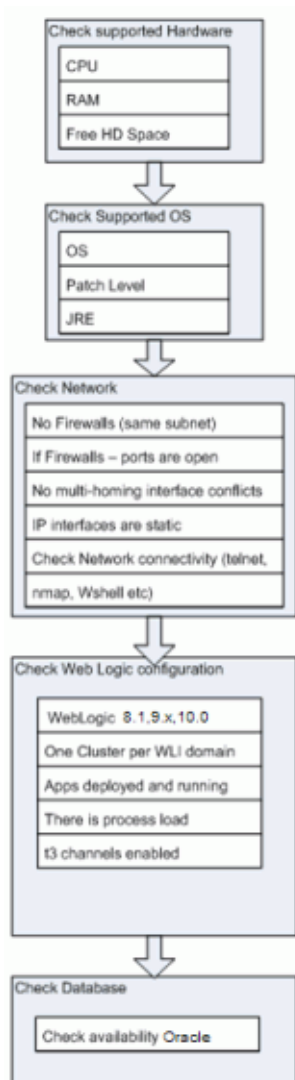 Check supported Hardware
CPU
RAM
Free HD Space
Check Supported OS
OS
Patch Level
JRE
Check Network
No Firewalls (same subnet)
If Firewalls – ports are open
No multi-homing interface conflicts
IP interfaces are static
Check Network connectivity (telnet,
nmap, Wshell etc)
Check Web Logic configuration
WebLogic 8.1,9.x,10.0
One Cluster per WLI domain
Apps deployed and running
There is process load
t3 channels enabled
Check Database
Check availability Oracle